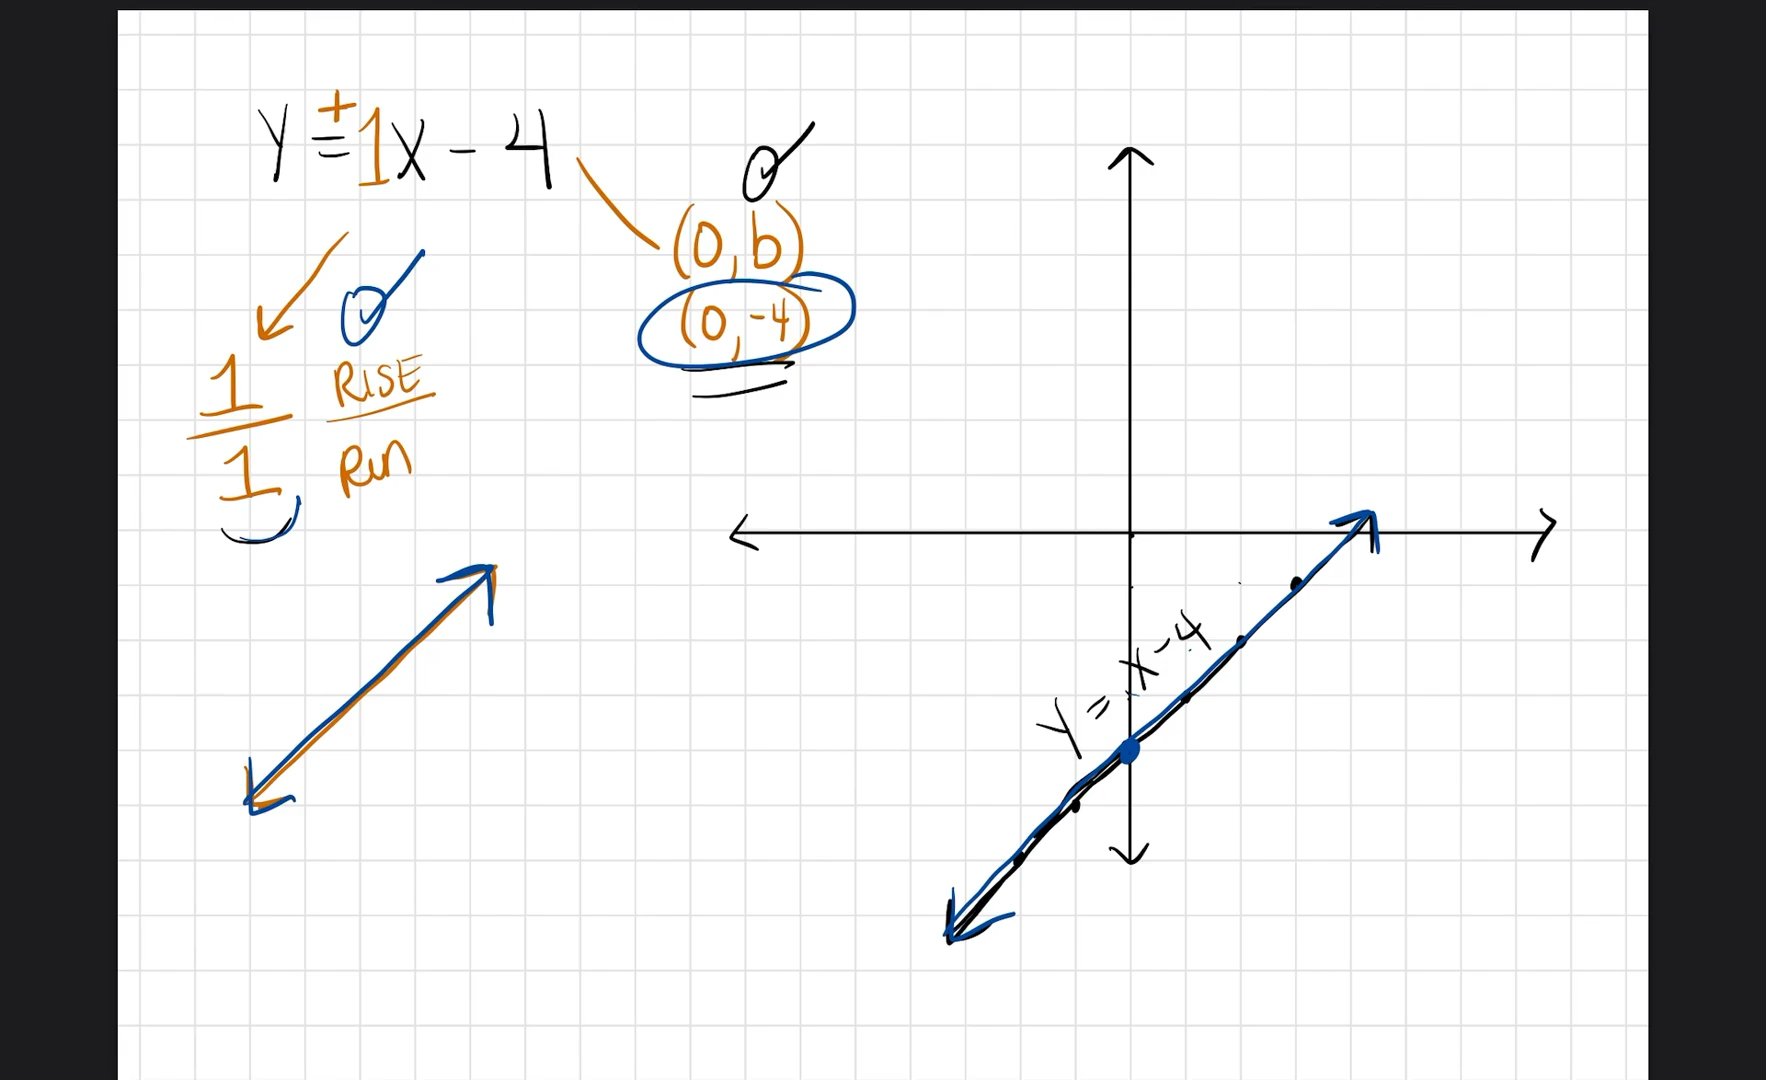 y = +1x - 4
(0, b)
(0, -4)
1 RISE
1 Run
y = x - 4